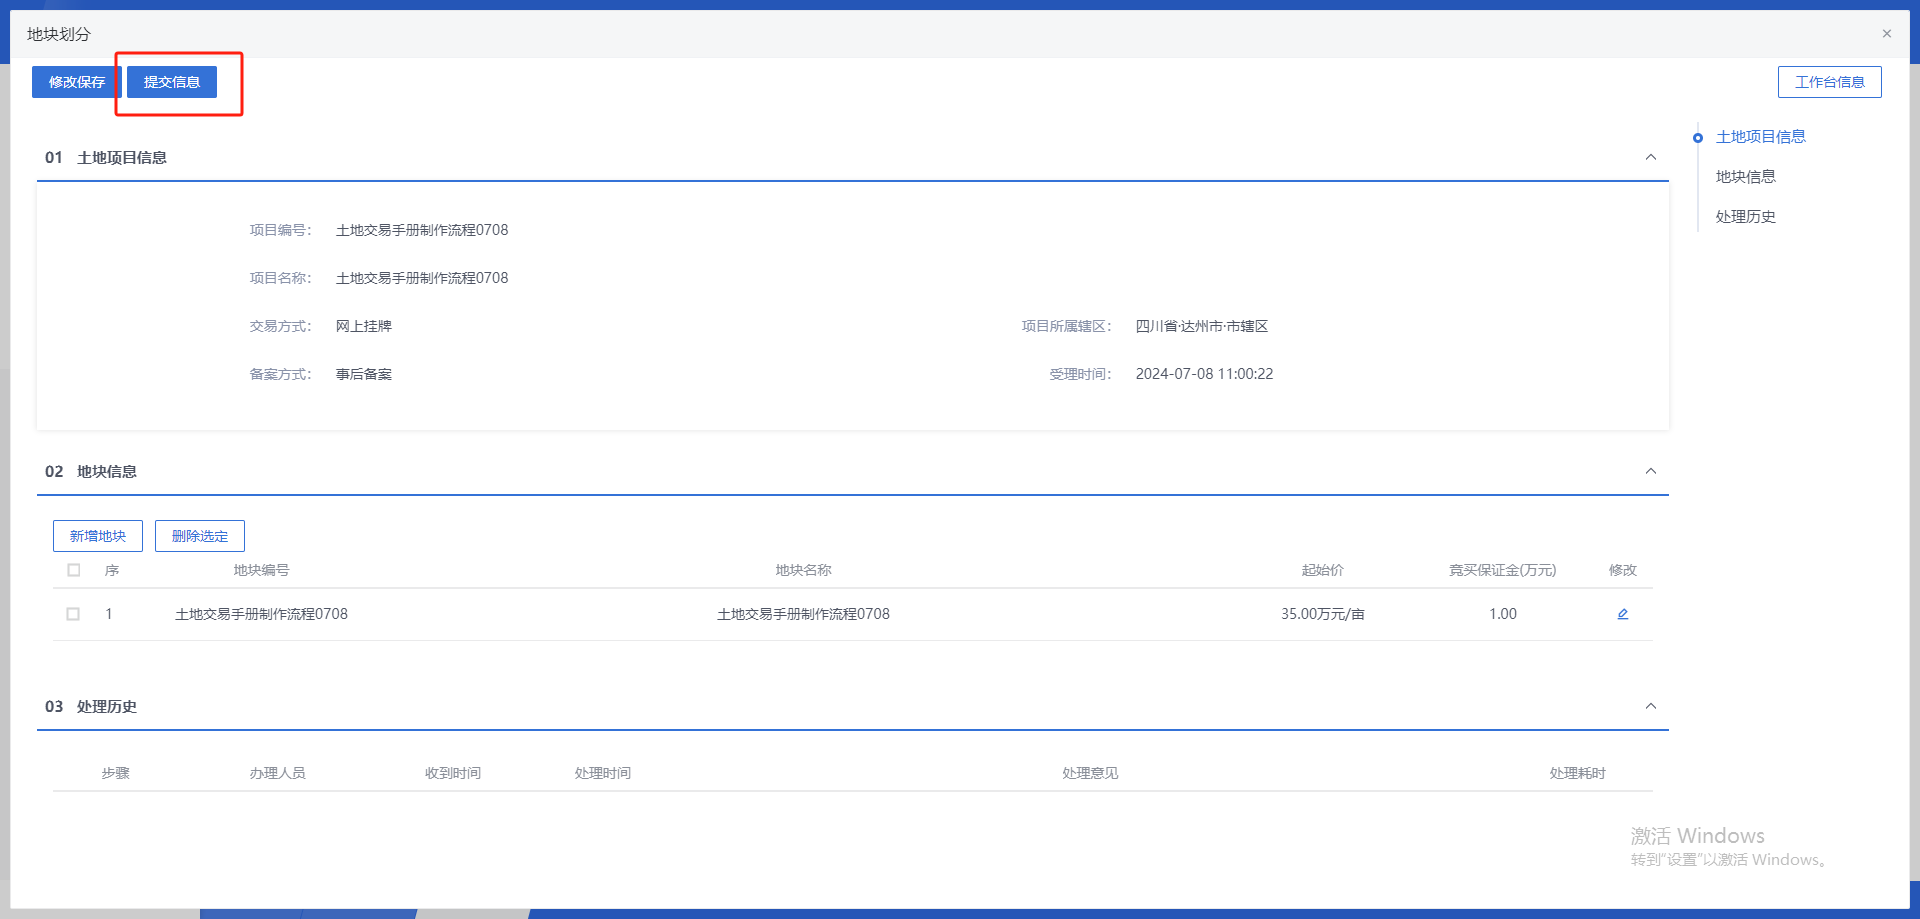 地块划分
修改保存 提交信息 工作台信息
土地项目信息
地块信息
处理历史
01 土地项目信息
项目编号： 土地交易手册制作流程0708
项目名称： 土地交易手册制作流程0708
交易方式： 网上挂牌 项目所属辖区： 四川省·达州市·市辖区
备案方式： 事后备案 受理时间： 2024-07-08 11:00:22
02 地块信息
新增地块 删除选定
序 地块编号 地块名称 起始价 竞买保证金(万元) 修改
1 土地交易手册制作流程0708 土地交易手册制作流程0708 35.00万元/亩 1.00
03 处理历史
步骤 办理人员 收到时间 处理时间 处理意见 处理耗时
激活 Windows
转到"设置"以激活 Windows。